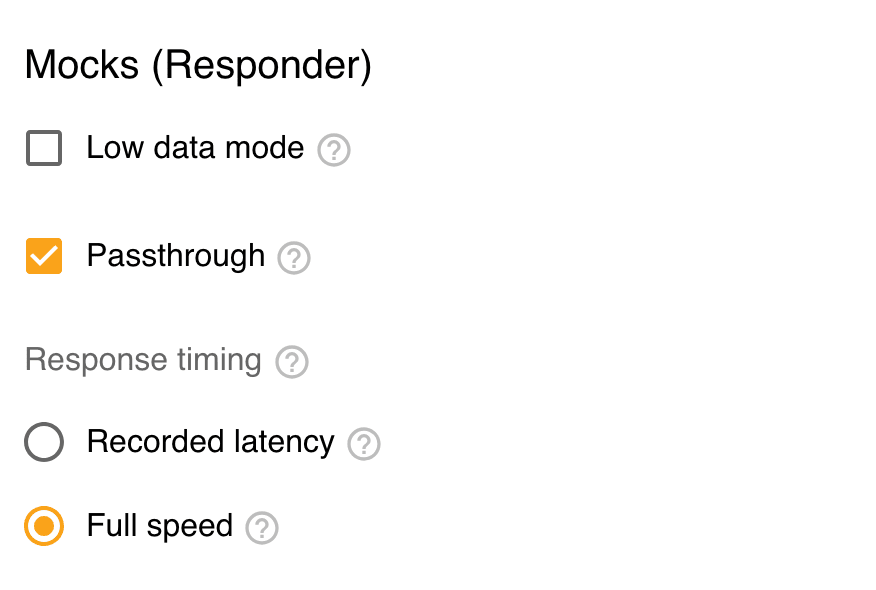 Mocks (Responder)
Low data mode ?
Passthrough ?
Response timing ?
Recorded latency ?
Full speed ?